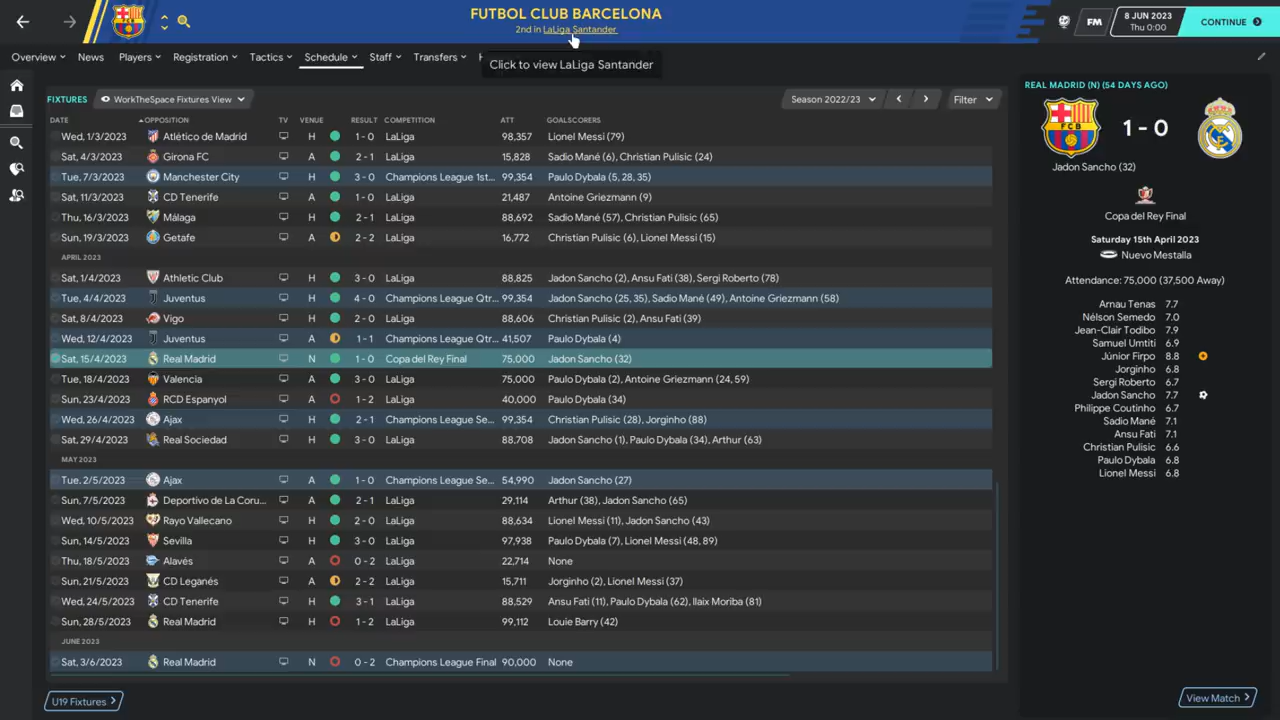 FUTBOL CLUB BARCELONA
2nd in LaLiga Santander
FM
8 JUN 2023
Thu 0:00
CONTINUE
Overview
News
Players
Registration
Tactics
Schedule
Staff
Transfers
Click to view LaLiga Santander
FIXTURES
WorkTheSpace Fixtures View
Season 2022/23
Filter
DATE OPPOSITION TV VENUE RESULT COMPETITION ATT GOALSCORERS
Wed, 1/3/2023 Atlético de Madrid H 1 - 0 LaLiga 98,357 Lionel Messi (79)
Sat, 4/3/2023 Girona FC A 2 - 1 LaLiga 15,828 Sadio Mané (6), Christian Pulisic (24)
Tue, 7/3/2023 Manchester City H 3 - 0 Champions League 1st... 99,354 Paulo Dybala (5, 28, 35)
Sat, 11/3/2023 CD Tenerife A 1 - 0 LaLiga 21,487 Antoine Griezmann (9)
Thu, 16/3/2023 Málaga H 2 - 1 LaLiga 88,692 Sadio Mané (57), Christian Pulisic (65)
Sun, 19/3/2023 Getafe A 2 - 2 LaLiga 16,772 Christian Pulisic (6), Lionel Messi (15)
APRIL 2023
Sat, 1/4/2023 Athletic Club H 3 - 0 LaLiga 88,825 Jadon Sancho (2), Ansu Fati (38), Sergi Roberto (78)
Tue, 4/4/2023 Juventus H 4 - 0 Champions League Qtr... 99,354 Jadon Sancho (25, 35), Sadio Mané (49), Antoine Griezmann (58)
Sat, 8/4/2023 Vigo H 2 - 0 LaLiga 88,606 Christian Pulisic (2), Ansu Fati (39)
Wed, 12/4/2023 Juventus A 1 - 1 Champions League Qtr... 41,507 Paulo Dybala (4)
Sat, 15/4/2023 Real Madrid N 1 - 0 Copa del Rey Final 75,000 Jadon Sancho (32)
Tue, 18/4/2023 Valencia A 3 - 0 LaLiga 75,000 Paulo Dybala (2), Antoine Griezmann (24, 59)
Sun, 23/4/2023 RCD Espanyol A 1 - 2 LaLiga 40,000 Paulo Dybala (34)
Wed, 26/4/2023 Ajax H 2 - 1 Champions League Se... 99,354 Christian Pulisic (28), Jorginho (88)
Sat, 29/4/2023 Real Sociedad H 3 - 0 LaLiga 88,708 Jadon Sancho (1), Paulo Dybala (34), Arthur (63)
MAY 2023
Tue, 2/5/2023 Ajax A 1 - 0 Champions League Se... 54,990 Jadon Sancho (27)
Sun, 7/5/2023 Deportivo de La Coru... A 2 - 1 LaLiga 29,114 Arthur (38), Jadon Sancho (65)
Wed, 10/5/2023 Rayo Vallecano H 2 - 0 LaLiga 88,634 Lionel Messi (11), Jadon Sancho (43)
Sun, 14/5/2023 Sevilla H 3 - 0 LaLiga 97,938 Paulo Dybala (7), Lionel Messi (48, 89)
Thu, 18/5/2023 Alavés A 0 - 2 LaLiga 22,714 None
Sun, 21/5/2023 CD Leganés A 2 - 2 LaLiga 15,711 Jorginho (2), Lionel Messi (37)
Wed, 24/5/2023 CD Tenerife H 3 - 1 LaLiga 88,529 Ansu Fati (11), Paulo Dybala (62), Ilaix Moriba (81)
Sun, 28/5/2023 Real Madrid H 1 - 2 LaLiga 99,112 Louie Barry (42)
JUNE 2023
Sat, 3/6/2023 Real Madrid N 0 - 2 Champions League Final 90,000 None
U19 Fixtures
REAL MADRID (N) (54 DAYS AGO)
FCB
1 - 0
Jadon Sancho (32)
Copa del Rey Final
Saturday 15th April 2023
Nuevo Mestalla
Attendance: 75,000 (37,500 Away)
Arnau Tenas 7.7
Nélson Semedo 7.0
Jean-Clair Todibo 7.9
Samuel Umtiti 6.9
Júnior Firpo 8.8
Jorginho 6.8
Sergi Roberto 6.7
Jadon Sancho 7.7
Philippe Coutinho 6.7
Sadio Mané 7.1
Ansu Fati 7.1
Christian Pulisic 6.6
Paulo Dybala 6.8
Lionel Messi 6.8
View Match